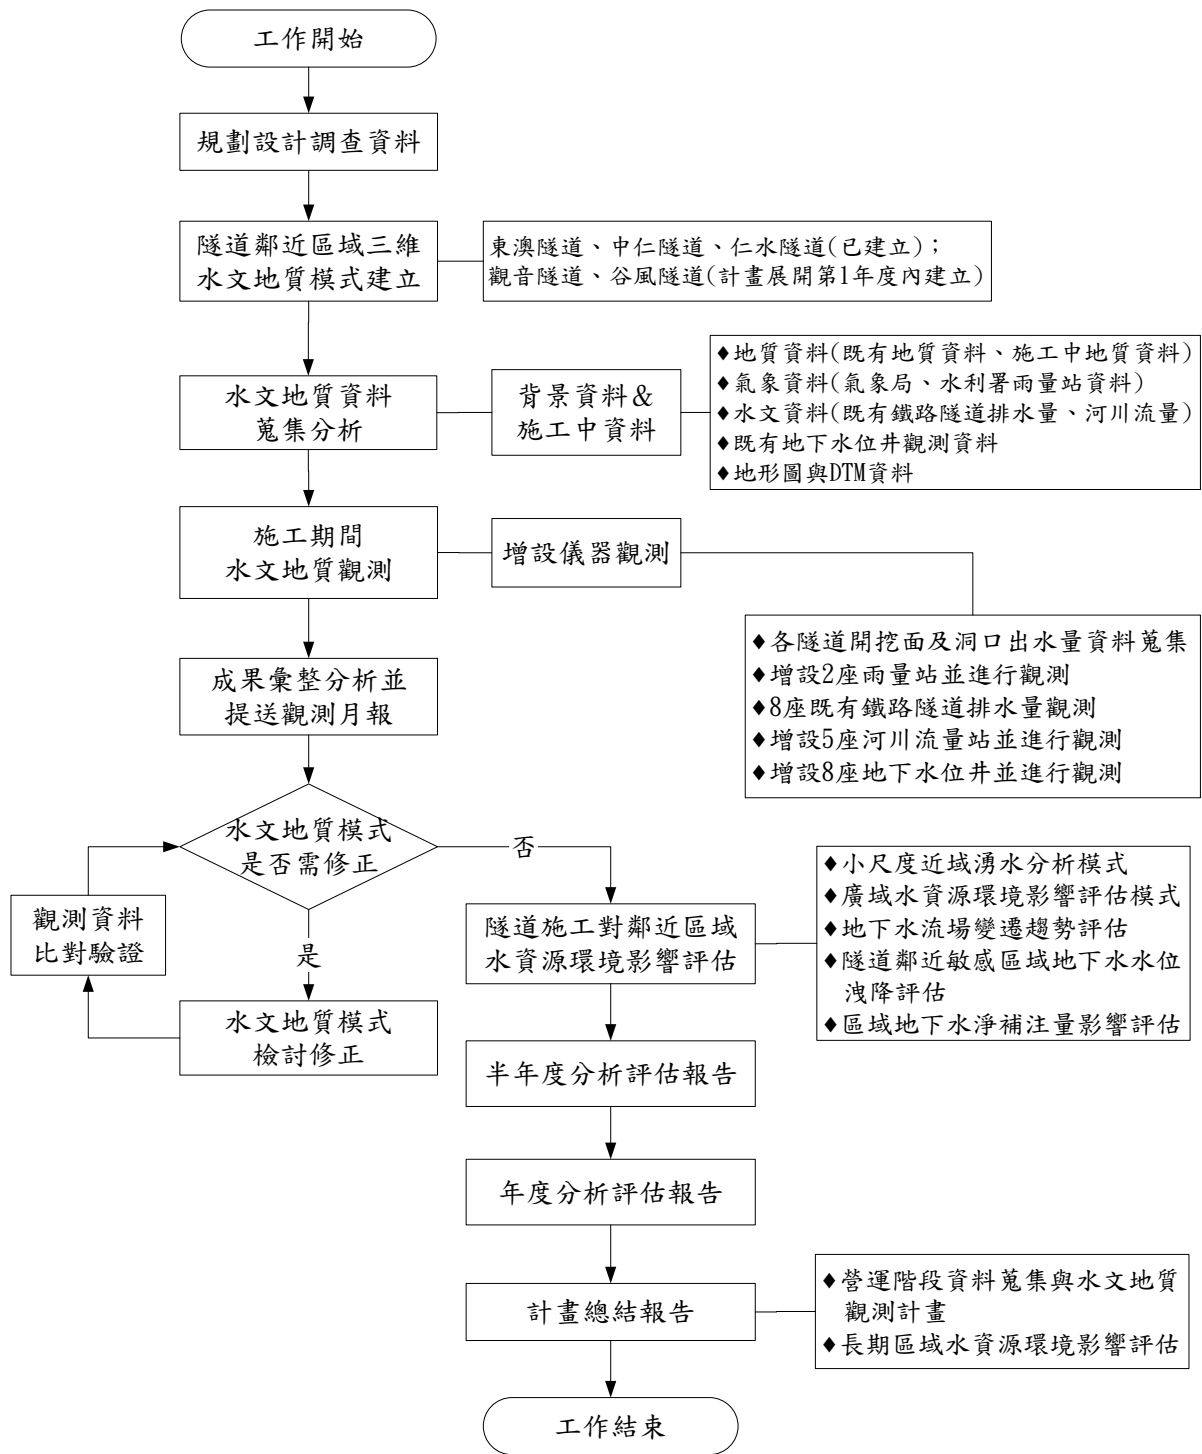 工作開始
規劃設計調查資料
隧道鄰近區域三維
水文地質模式建立
東澳隧道、中仁隧道、仁水隧道(已建立)；
觀音隧道、谷風隧道(計畫展開第1年度內建立)
水文地質資料
蒐集分析
背景資料&
施工中資料
♦地質資料(既有地質資料、施工中地質資料)
♦氣象資料(氣象局、水利署雨量站資料)
♦水文資料(既有鐵路隧道排水量、河川流量)
♦既有地下水位井觀測資料
♦地形圖與DTM資料
施工期間
水文地質觀測
增設儀器觀測
♦各隧道開挖面及洞口出水量資料蒐集
♦增設2座雨量站並進行觀測
♦8座既有鐵路隧道排水量觀測
♦增設5座河川流量站並進行觀測
♦增設8座地下水位井並進行觀測
成果彙整分析並
提送觀測月報
水文地質模式
是否需修正
否
是
觀測資料
比對驗證
水文地質模式
檢討修正
隧道施工對鄰近區域
水資源環境影響評估
♦小尺度近域湧水分析模式
♦廣域水資源環境影響評估模式
♦地下水流場變遷趨勢評估
♦隧道鄰近敏感區域地下水水位
洩降評估
♦區域地下水淨補注量影響評估
半年度分析評估報告
年度分析評估報告
計畫總結報告
♦營運階段資料蒐集與水文地質
觀測計畫
♦長期區域水資源環境影響評估
工作結束